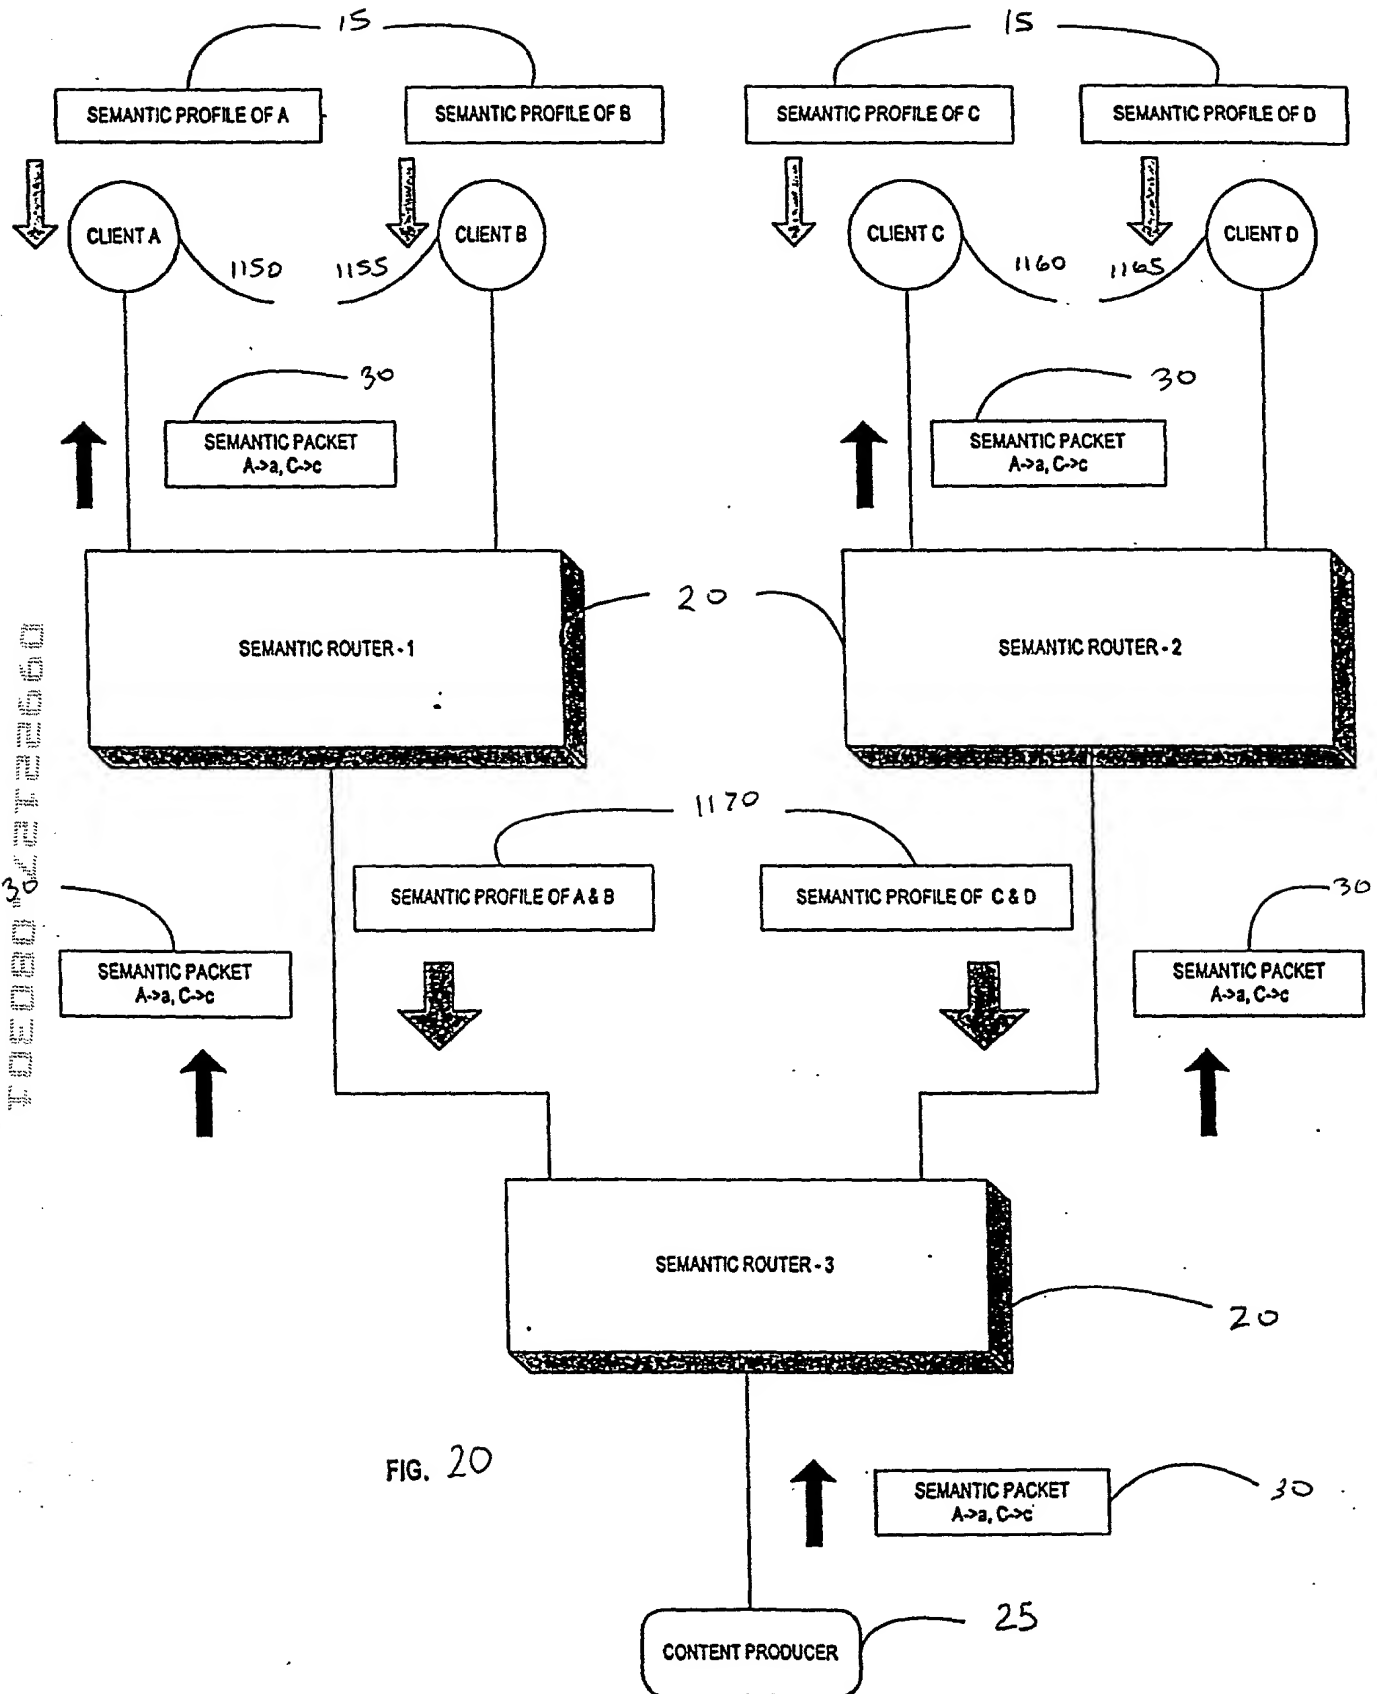 15
15
SEMANTIC PROFILE OF A
SEMANTIC PROFILE OF B
SEMANTIC PROFILE OF C
SEMANTIC PROFILE OF D
CLIENT A
CLIENT B
CLIENT C
CLIENT D
1150
1155
1160
1165
30
30
SEMANTIC PACKET
A->a, C->c
SEMANTIC PACKET
A->a, C->c
20
SEMANTIC ROUTER - 1
SEMANTIC ROUTER - 2
1170
30
SEMANTIC PROFILE OF A & B
SEMANTIC PROFILE OF C & D
30
SEMANTIC PACKET
A->a, C->c
SEMANTIC PACKET
A->a, C->c
SEMANTIC ROUTER - 3
20
FIG. 20
SEMANTIC PACKET
A->a, C->c
30
CONTENT PRODUCER
25